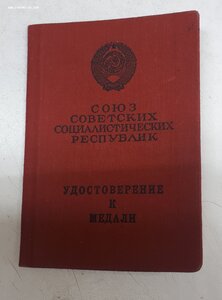 СОЮЗ
СОВЕТСКИХ
СОЦИАЛИСТИЧЕСКИХ
РЕСПУБЛИК
УДОСТОВЕРЕНИЕ
К
МЕДАЛИ